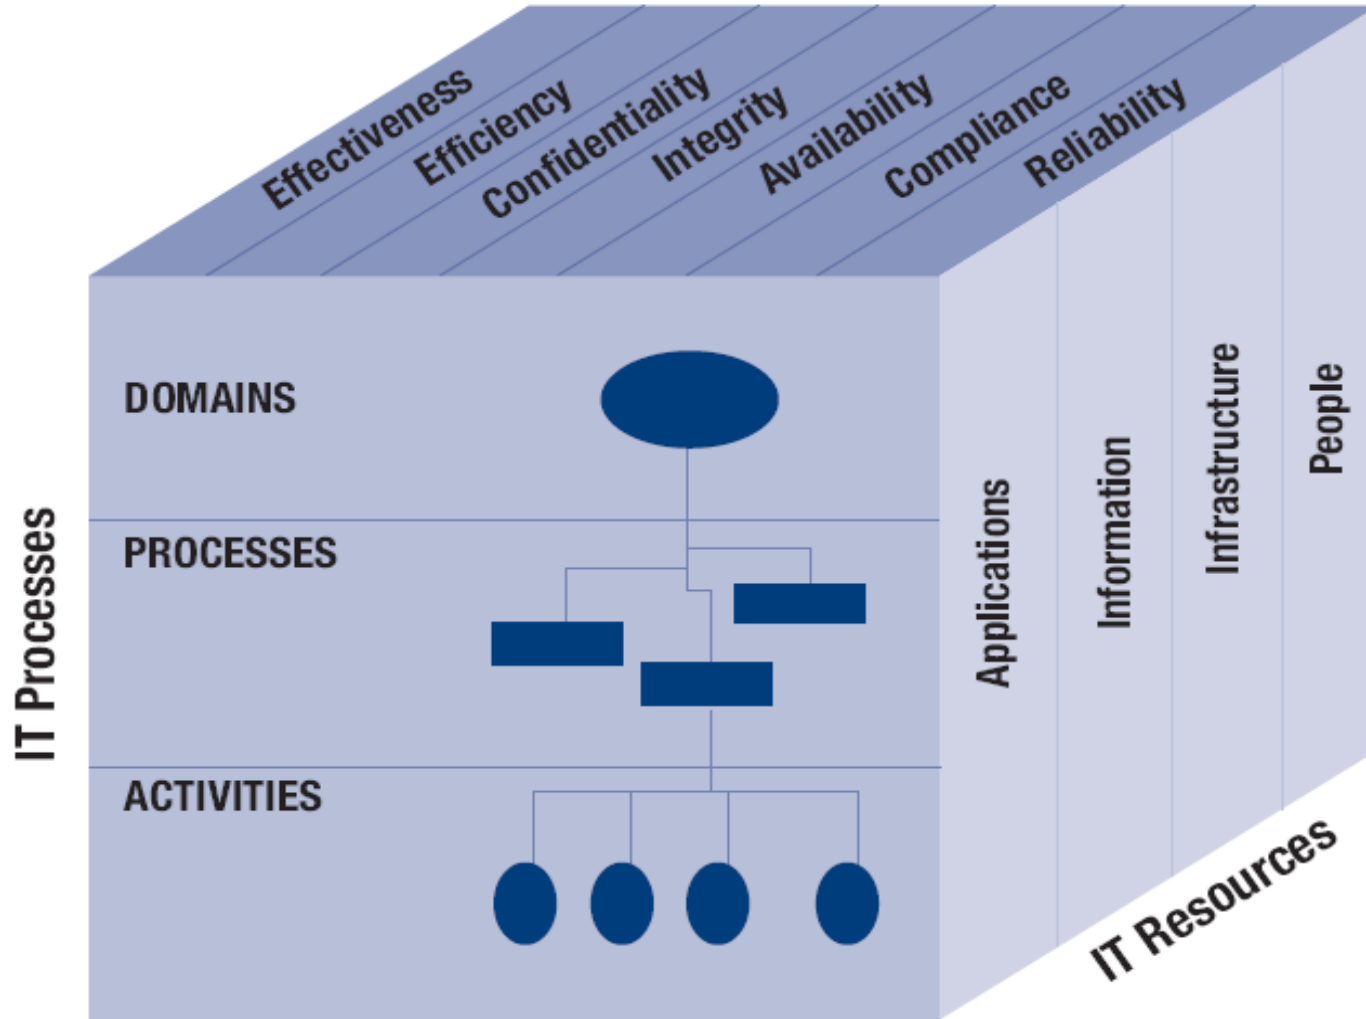 Effectiveness
Efficiency
Confidentiality
Integrity
Availability
Compliance
Reliability
DOMAINS
PROCESSES
ACTIVITIES
IT Processes
Applications
Information
Infrastructure
People
IT Resources